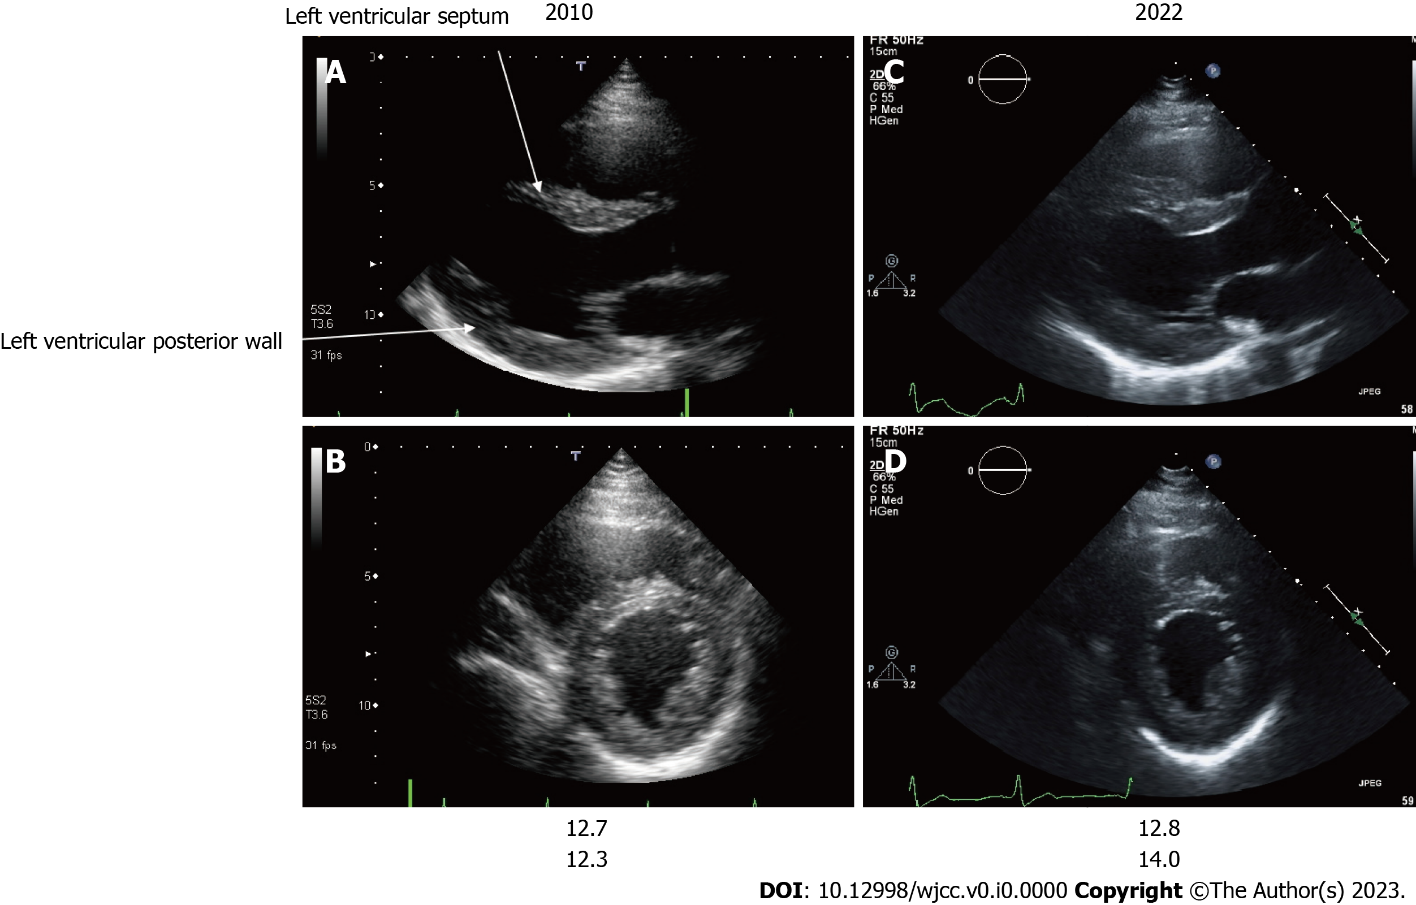 Left ventricular septum
2010
2022
A
T
0
5
10
5S2
T3.6
31 fps
Left ventricular posterior wall
C
FR 50Hz
15cm
2D
66%
C 55
P Med
HGen
0
P
G
P R
1.6 3.2
JPEG
58
B
T
0
5
10
5S2
T3.6
31 fps
D
FR 50Hz
15cm
2D
66%
C 55
P Med
HGen
0
P
G
P R
1.6 3.2
JPEG
59
12.7
12.8
12.3
14.0
DOI: 10.12998/wjcc.v0.i0.0000 Copyright ©The Author(s) 2023.